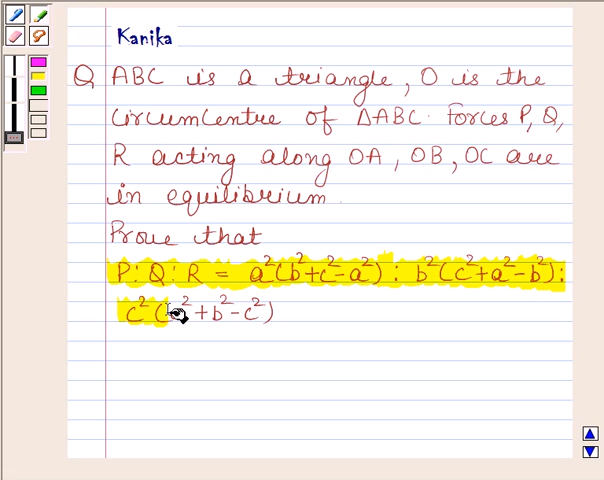 Kanika
Q ABC is a triangle, O is the
circumcentre of ΔABC. Forces P, Q,
R acting along OA, OB, OC are
in equilibrium.
Prove that
P : Q : R = a²(b²+c²-a²) : b²(c²+a²-b²) :
c²( ²+b²-c²)